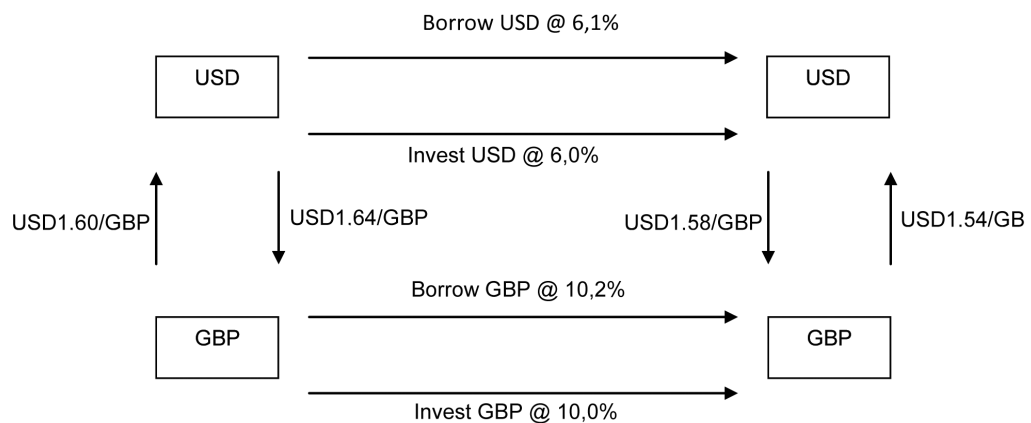 Borrow USD @ 6,1%
USD
USD
Invest USD @ 6,0%
USD1.60/GBP
USD1.64/GBP
USD1.58/GBP
USD1.54/GB
Borrow GBP @ 10,2%
GBP
GBP
Invest GBP @ 10,0%